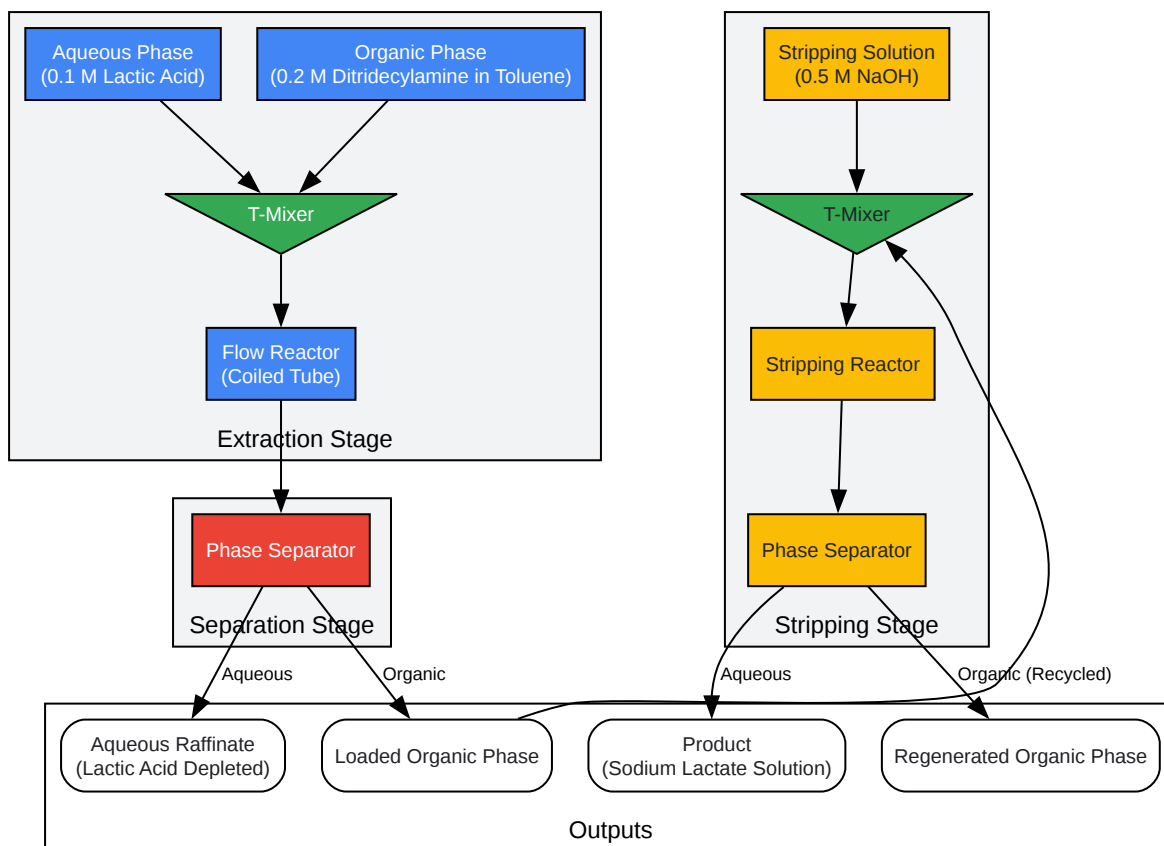 Aqueous Phase
(0.1 M Lactic Acid)
Organic Phase
(0.2 M Ditridecylamine in Toluene)
T-Mixer
Flow Reactor
(Coiled Tube)
Extraction Stage
Phase Separator
Separation Stage
Stripping Solution
(0.5 M NaOH)
T-Mixer
Stripping Reactor
Phase Separator
Stripping Stage
Aqueous
Organic
Aqueous
Organic (Recycled)
Aqueous Raffinate
(Lactic Acid Depleted)
Loaded Organic Phase
Product
(Sodium Lactate Solution)
Regenerated Organic Phase
Outputs